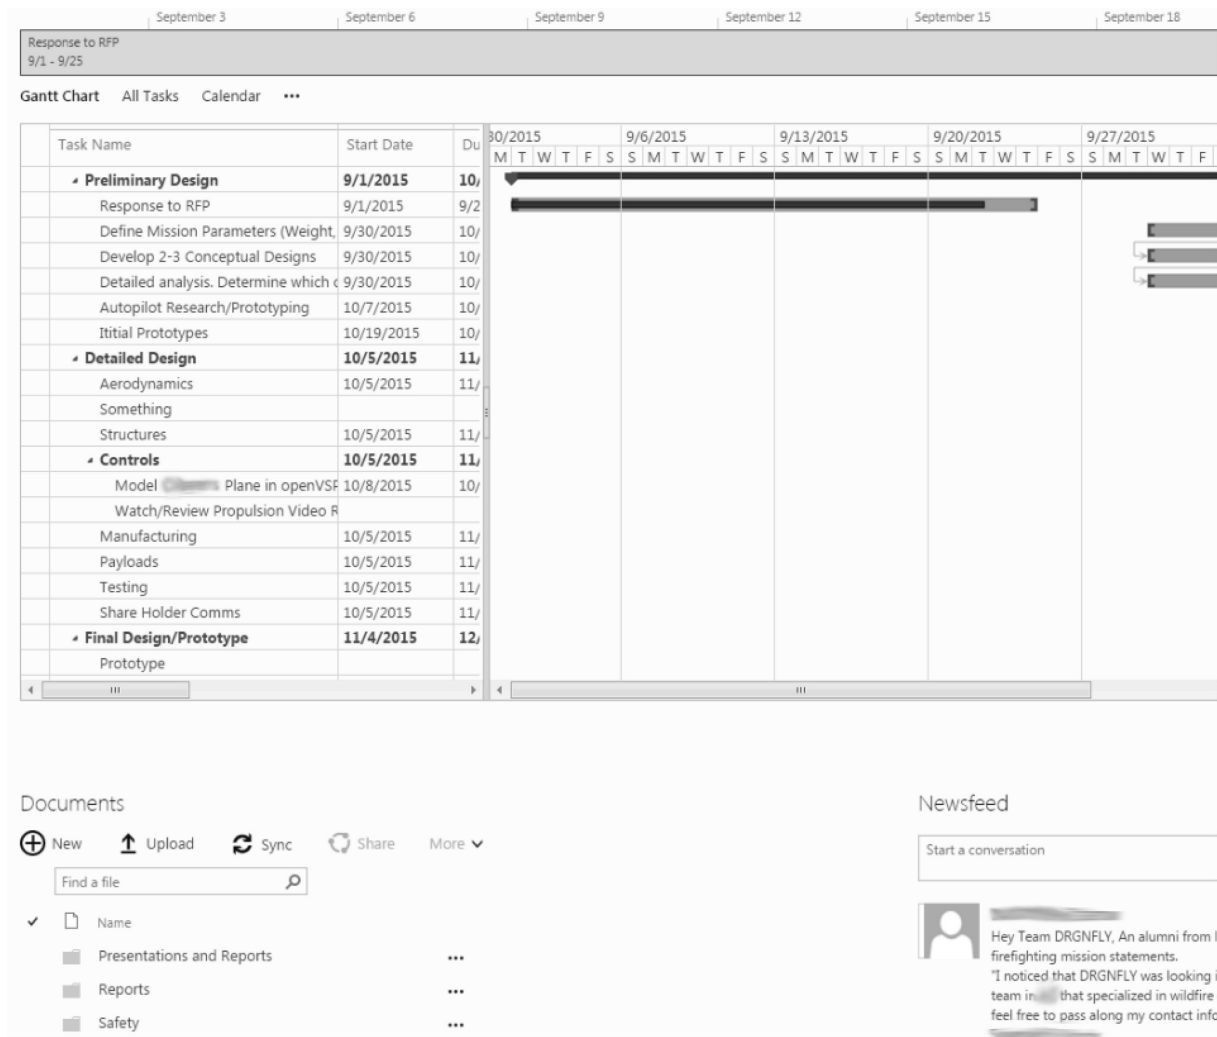 September 3 September 6 September 9 September 12 September 15 September 18
Response to RFP
9/1 - 9/25
Gantt Chart All Tasks Calendar •••
30/2015 9/6/2015 9/13/2015 9/20/2015 9/27/2015
Task Name Start Date Du
M T W T F S S M T W T F S S M T W T F S S M T W T F S S M T W T F
Preliminary Design 9/1/2015 10/
Response to RFP 9/1/2015 9/2
Define Mission Parameters (Weight, 9/30/2015 10/
Develop 2-3 Conceptual Designs 9/30/2015 10/
Detailed analysis. Determine which 9/30/2015 10/
Autopilot Research/Prototyping 10/7/2015 10/
Ititial Prototypes 10/19/2015 10/
Detailed Design 10/5/2015 11/
Aerodynamics 10/5/2015 11/
Something
Structures 10/5/2015 11/
Controls 10/5/2015 11/
Model Plane in openVSP 10/8/2015 10/
Watch/Review Propulsion Video R
Manufacturing 10/5/2015 11/
Payloads 10/5/2015 11/
Testing 10/5/2015 11/
Share Holder Comms 10/5/2015 11/
Final Design/Prototype 11/4/2015 12/
Prototype
Documents
New Upload Sync Share More
Find a file
Name
Presentations and Reports •••
Reports •••
Safety •••
Newsfeed
Start a conversation
Hey Team DRGNFLY, An alumni from
firefighting mission statements.
"I noticed that DRGNFLY was looking
team in that specialized in wildfire
feel free to pass along my contact info